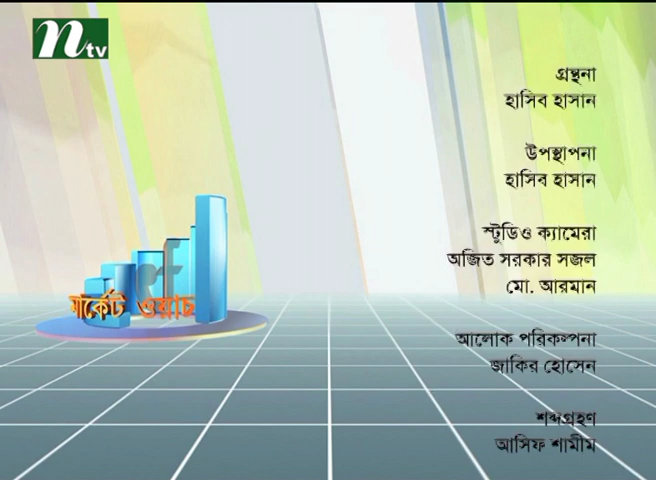 ntv
গ্রন্থনা
হাসিব হাসান
উপস্থাপনা
হাসিব হাসান
স্টুডিও ক্যামেরা
অজিত সরকার সজল
মো. আরমান
মার্কেট ওয়াচ
আলোক পরিকল্পনা
জাকির হোসেন
শব্দগ্রহণ
আসিফ শামীম